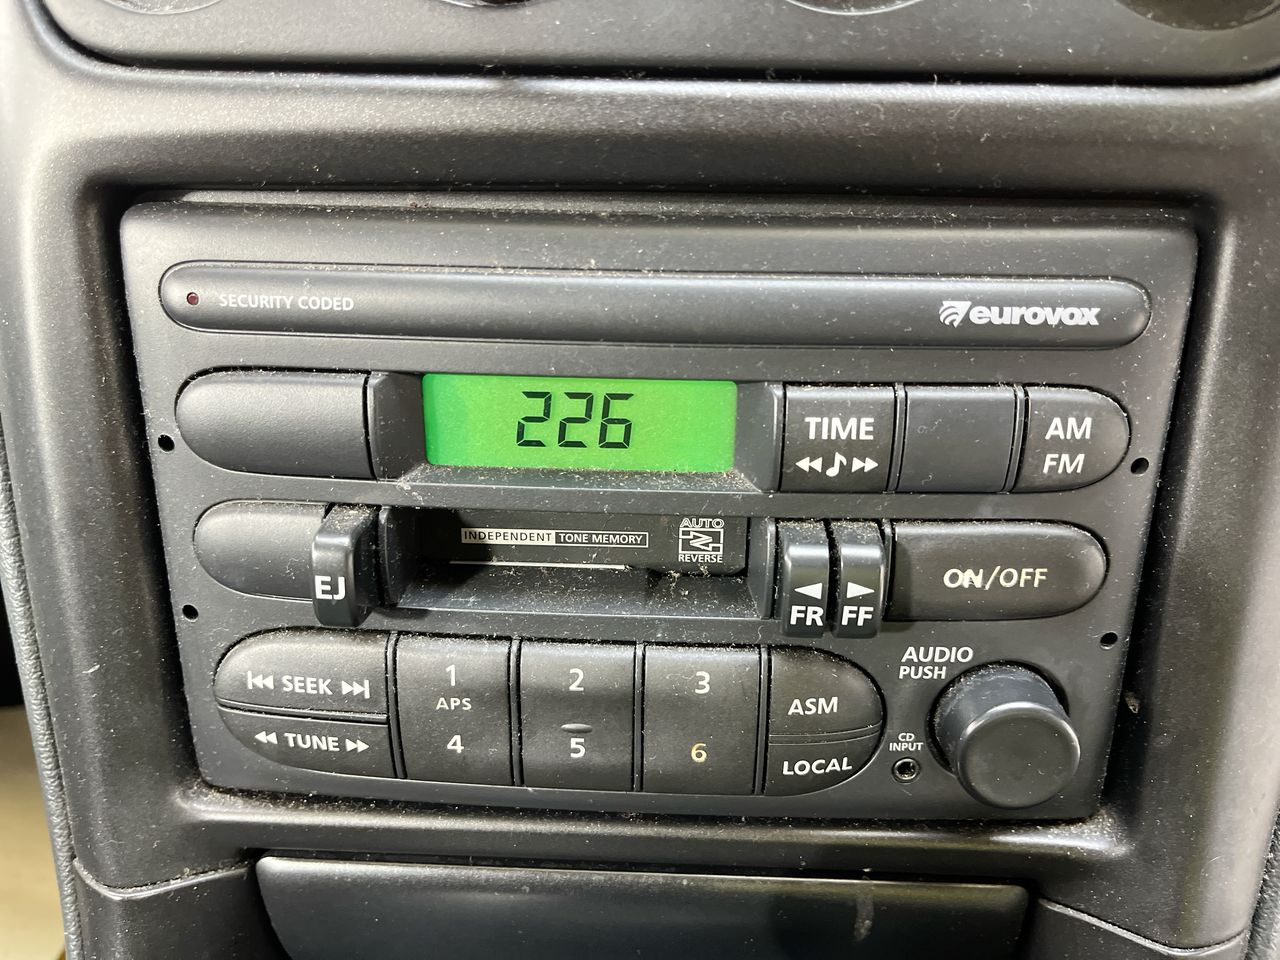 SECURITY CODED
eurovox
226
TIME
AM
FM
INDEPENDENT TONE MEMORY
AUTO
REVERSE
EJ
FR
FF
ON/OFF
SEEK
TUNE
1
APS
4
2
5
3
6
ASM
LOCAL
AUDIO
PUSH
CD
INPUT